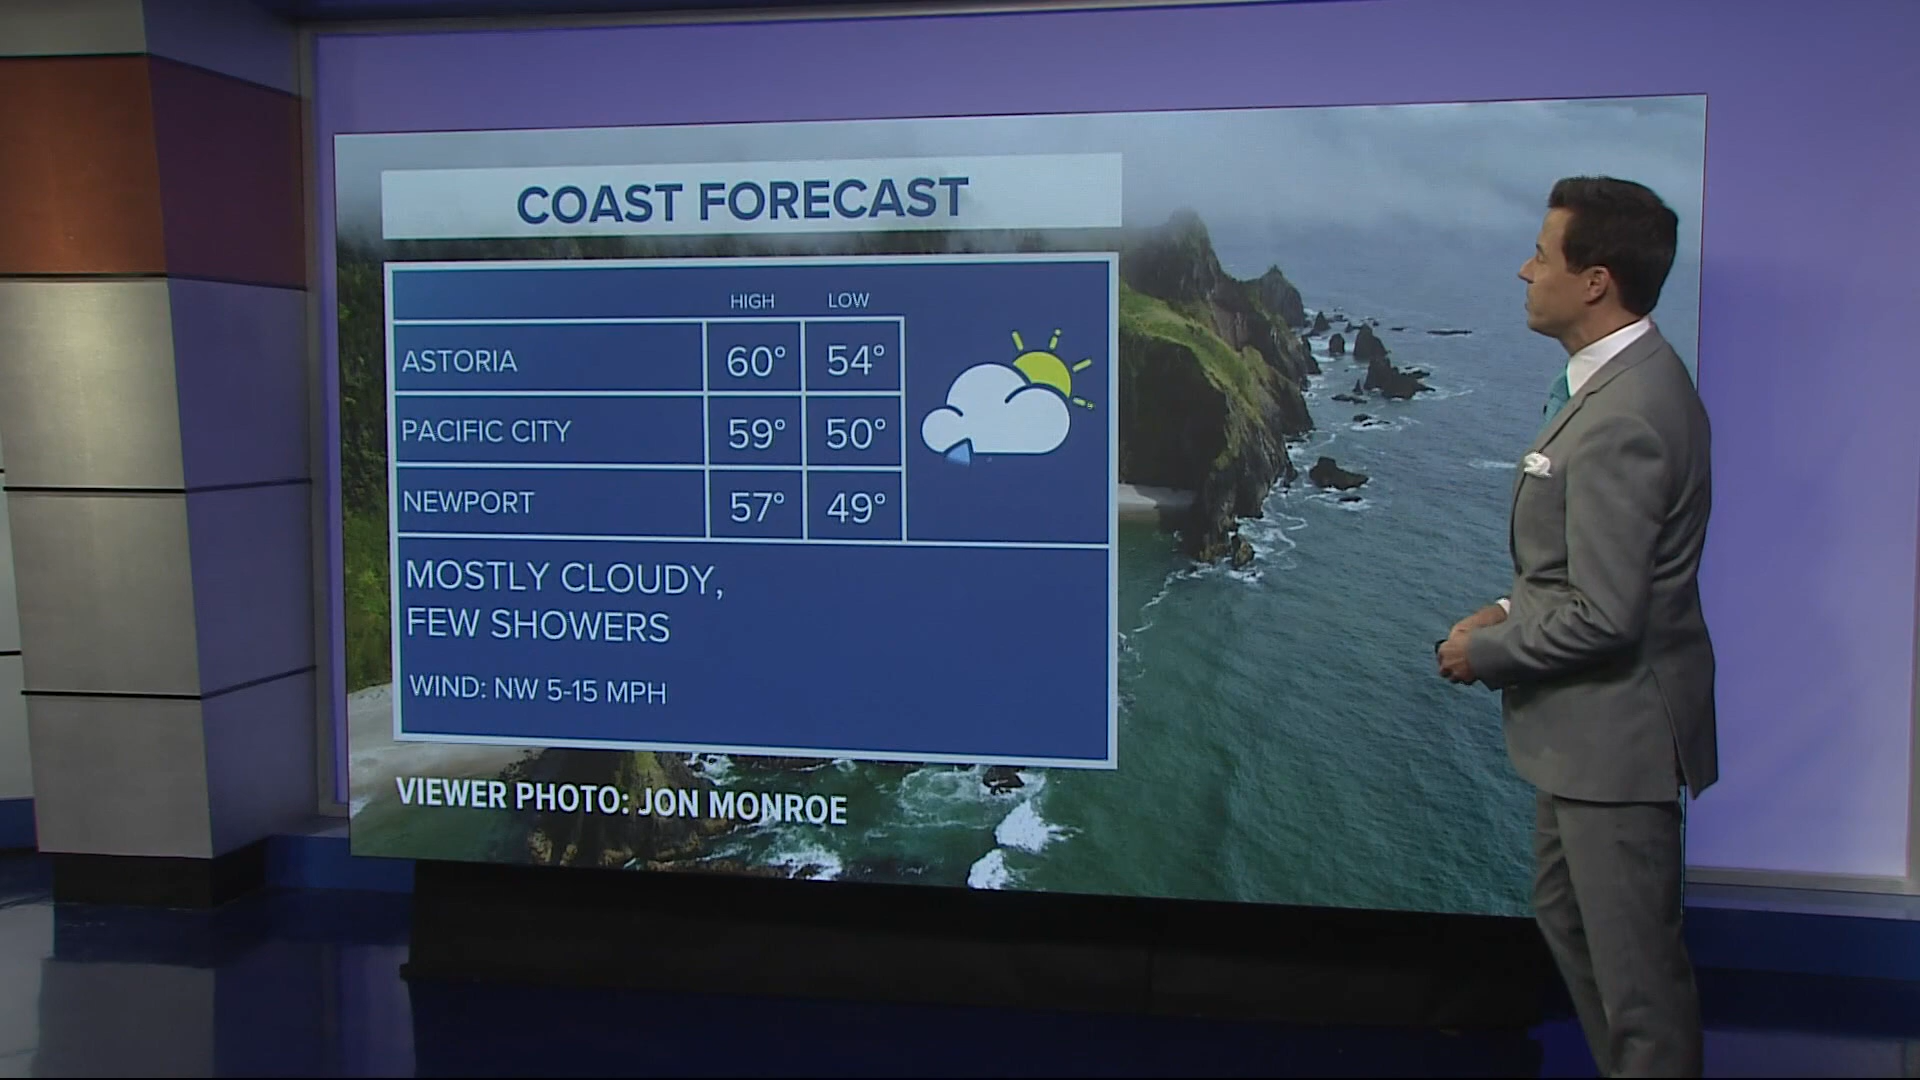 COAST FORECAST
HIGH LOW
ASTORIA 60° 54°
PACIFIC CITY 59° 50°
NEWPORT 57° 49°
MOSTLY CLOUDY,
FEW SHOWERS
WIND: NW 5-15 MPH
VIEWER PHOTO: JON MONROE